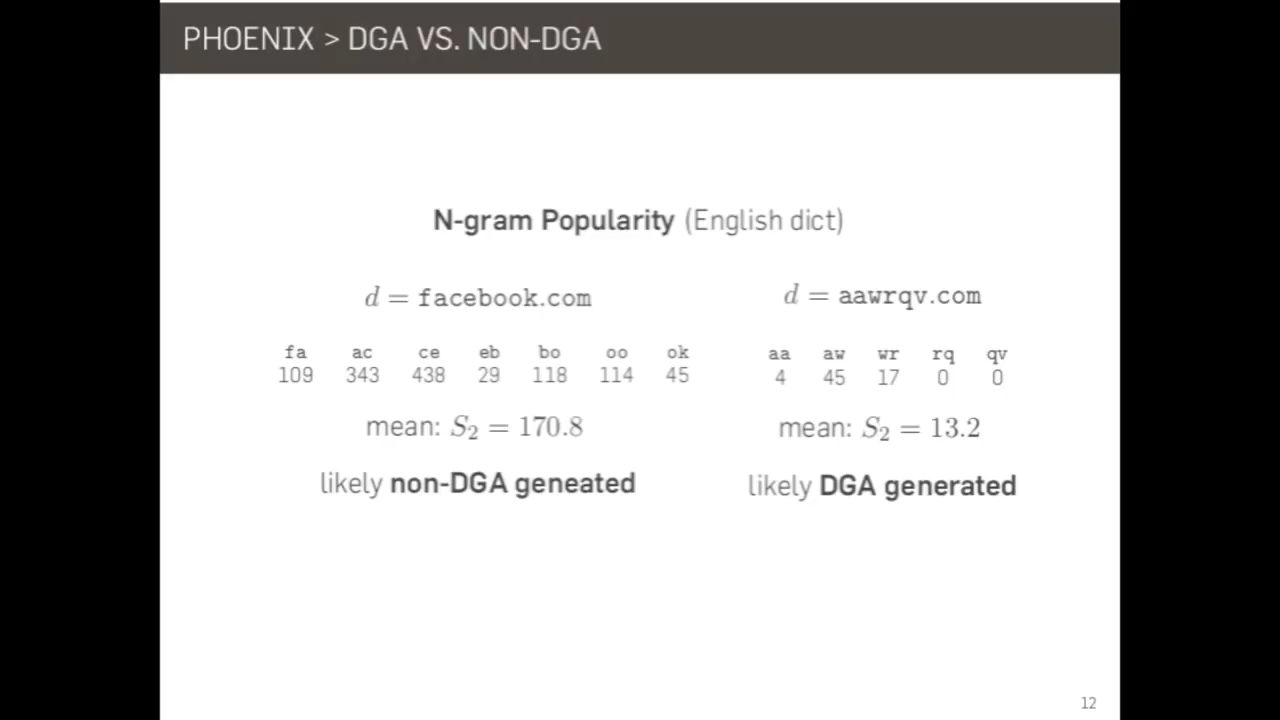 PHOENIX > DGA VS. NON-DGA
N-gram Popularity (English dict)
d = facebook.com
fa ac ce eb bo oo ok
109 343 438 29 118 114 45
mean: S₂ = 170.8
likely non-DGA geneated
d = aawrqv.com
aa aw wr rq qv
4 45 17 0 0
mean: S₂ = 13.2
likely DGA generated
12